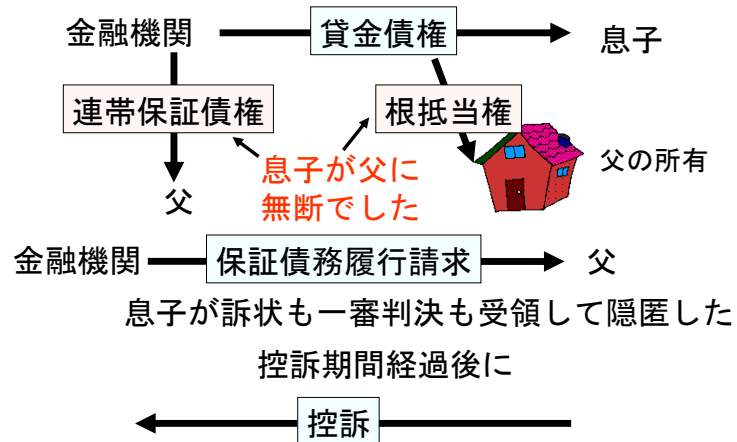 金融機関 貸金債権 息子
連帯保証債権 根抵当権
息子が父に
無断でした
父の所有
父
金融機関 保証債務履行請求 父
息子が訴状も一審判決も受領して隠匿した
控訴期間経過後に
控訴